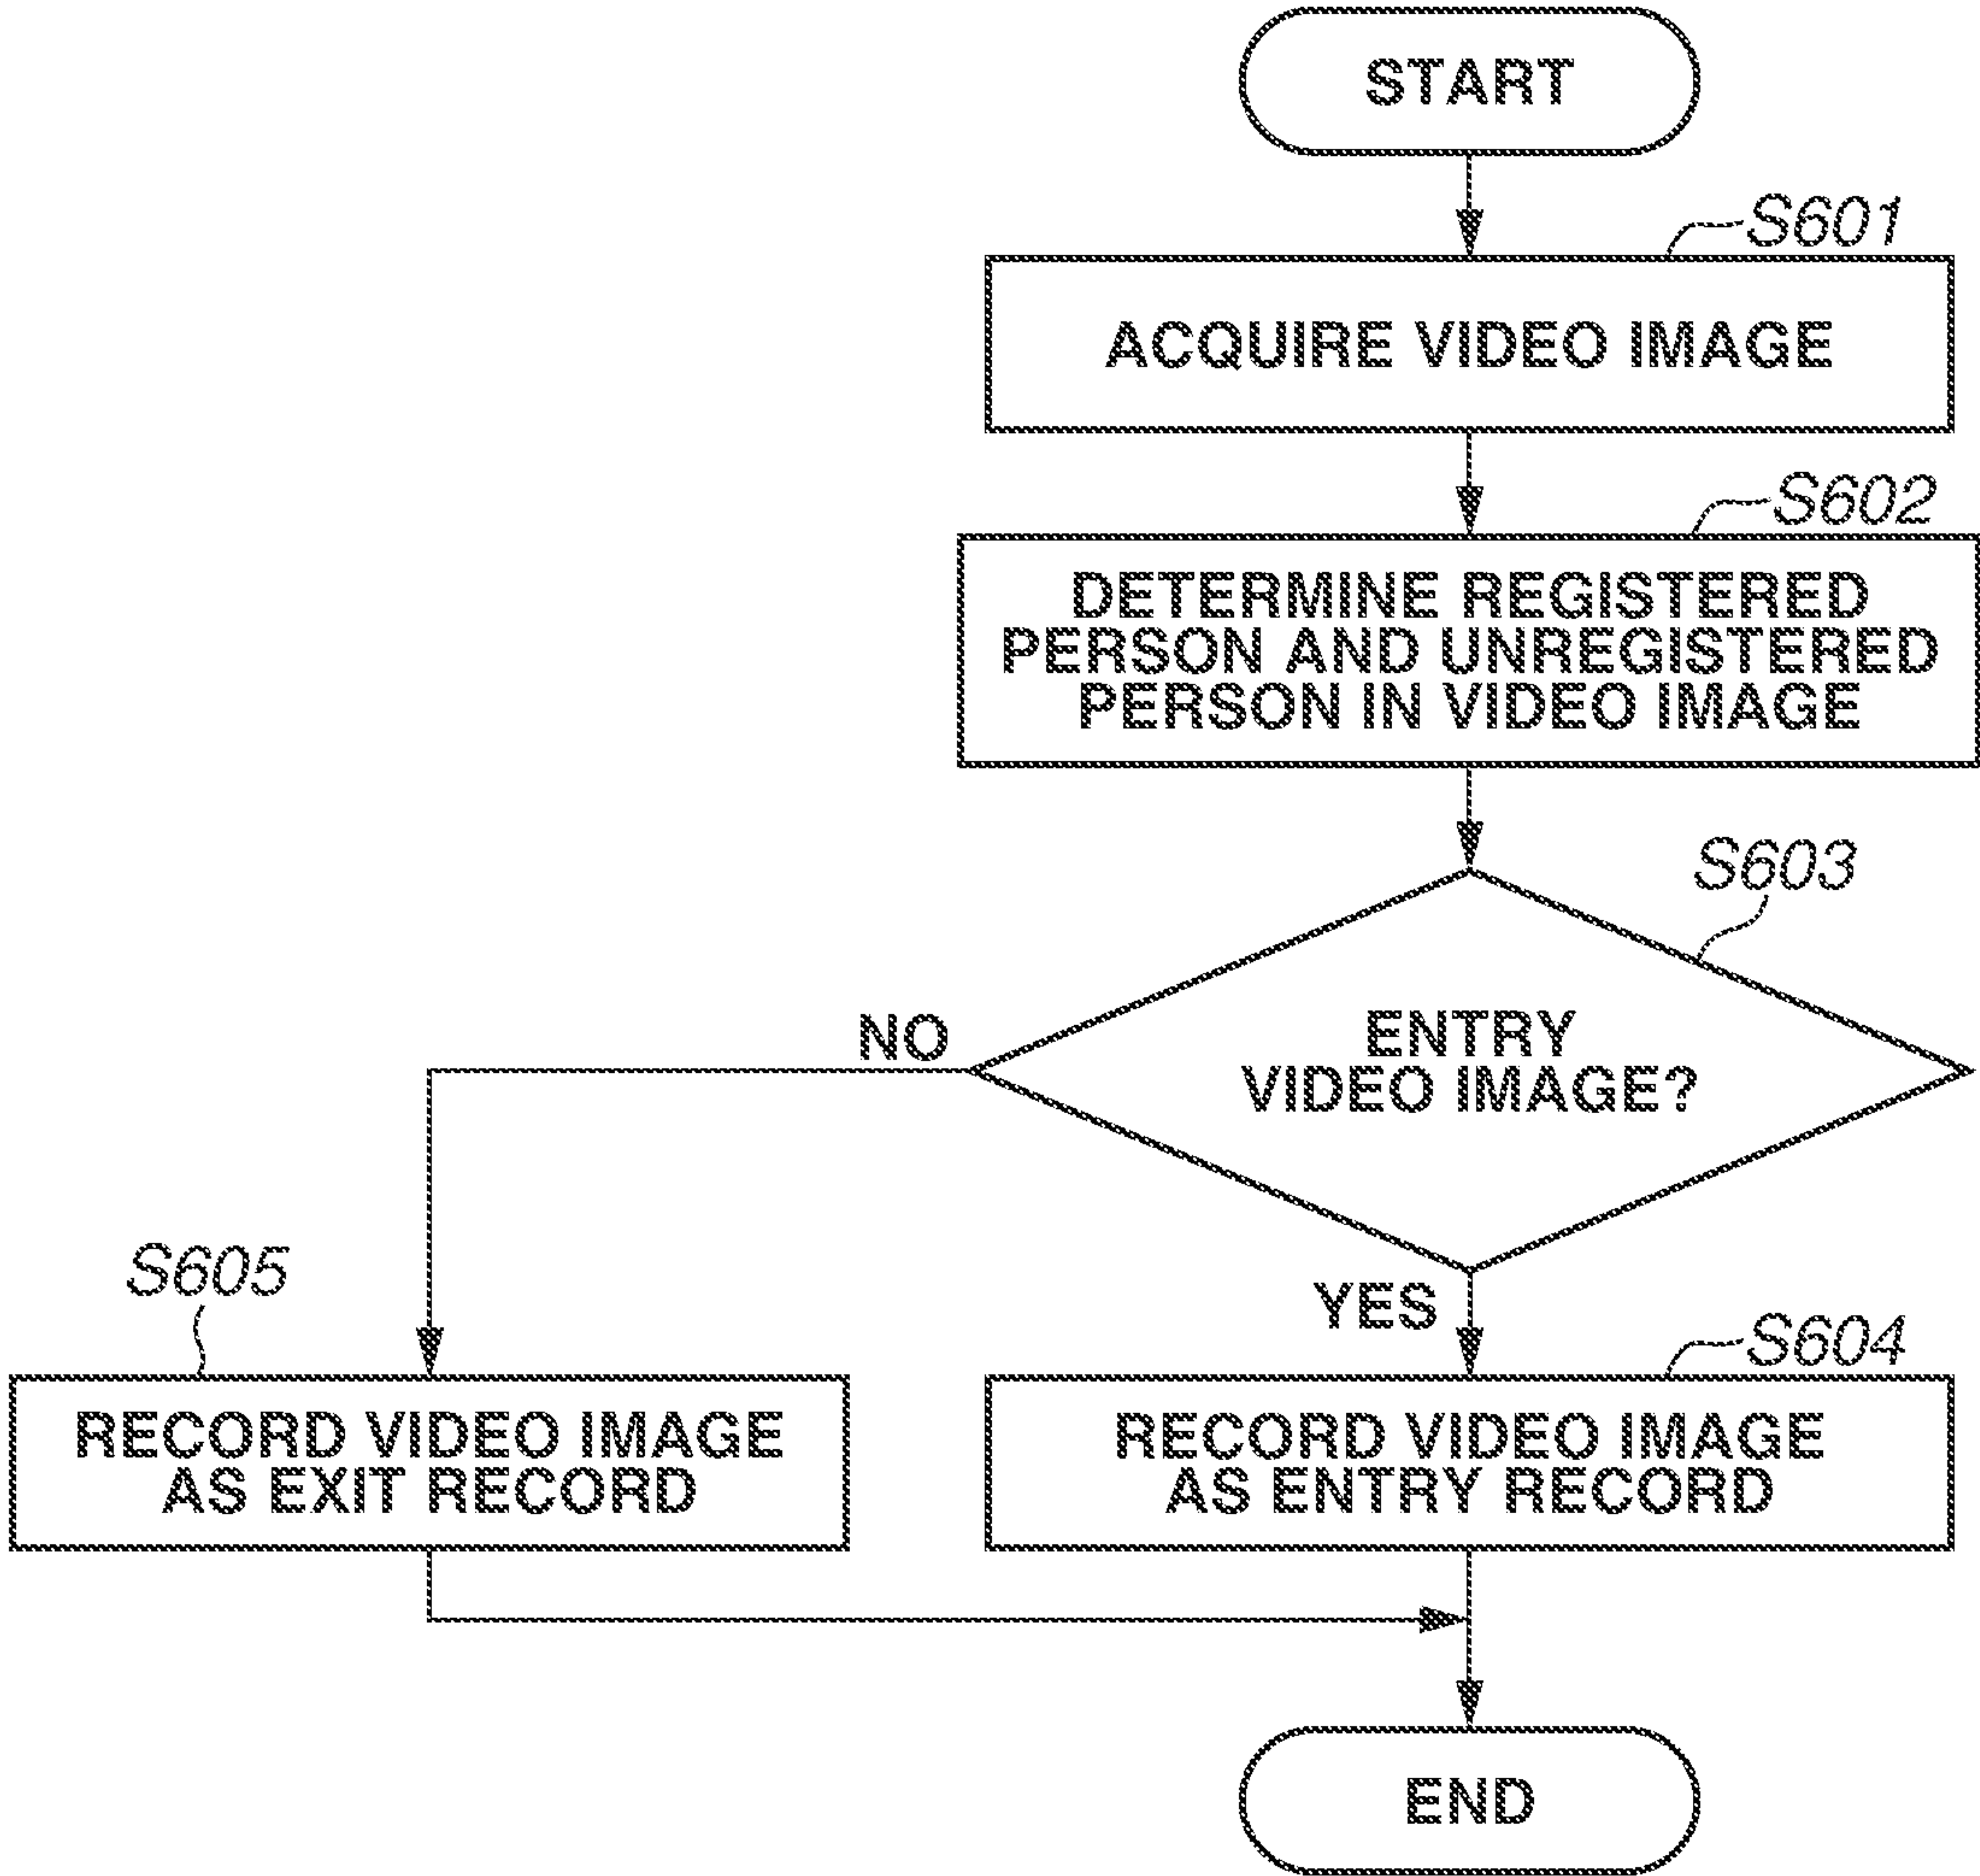 START
S601
ACQUIRE VIDEO IMAGE
S602
DETERMINE REGISTERED
PERSON AND UNREGISTERED
PERSON IN VIDEO IMAGE
S603
ENTRY
VIDEO IMAGE?
NO
YES
S605
RECORD VIDEO IMAGE
AS EXIT RECORD
S604
RECORD VIDEO IMAGE
AS ENTRY RECORD
END